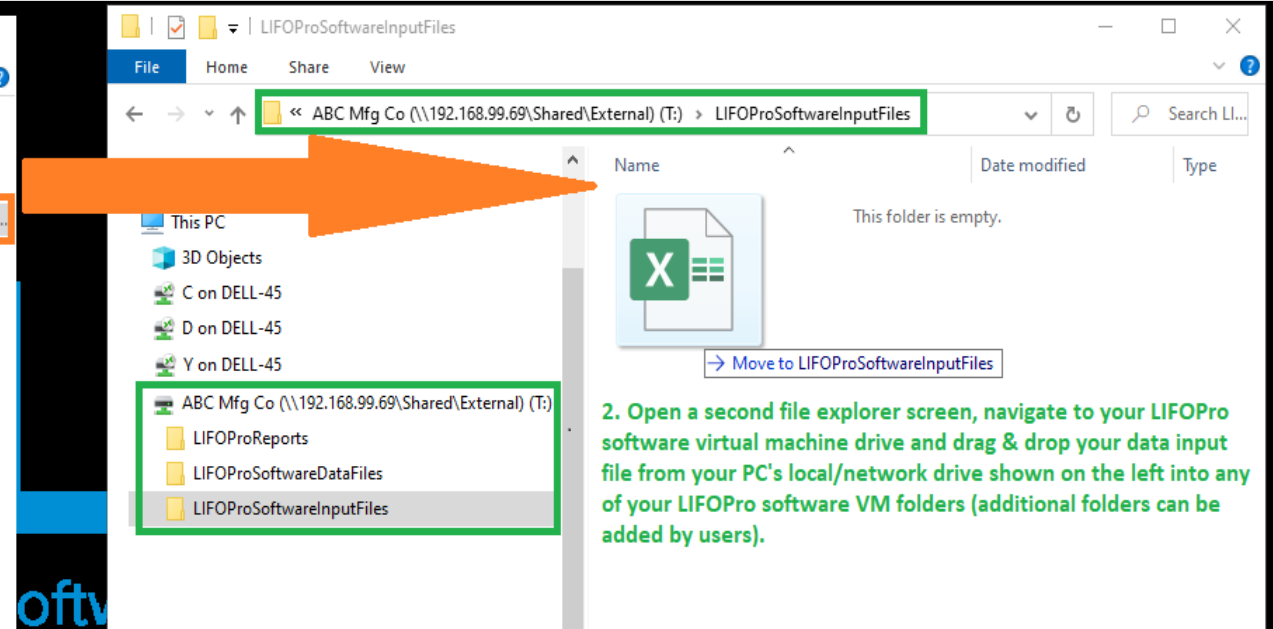 LIFOProSoftwareInputFiles
File Home Share View
« ABC Mfg Co (\\192.168.99.69\Shared\External) (T:) > LIFOProSoftwareInputFiles
Search LI...
Name Date modified Type
This PC
This folder is empty.
3D Objects
C on DELL-45
D on DELL-45
Y on DELL-45
X
→ Move to LIFOProSoftwareInputFiles
ABC Mfg Co (\\192.168.99.69\Shared\External) (T:)
LIFOProReports
LIFOProSoftwareDataFiles
LIFOProSoftwareInputFiles
2. Open a second file explorer screen, navigate to your LIFOPro
software virtual machine drive and drag & drop your data input
file from your PC's local/network drive shown on the left into any
of your LIFOPro software VM folders (additional folders can be
added by users).